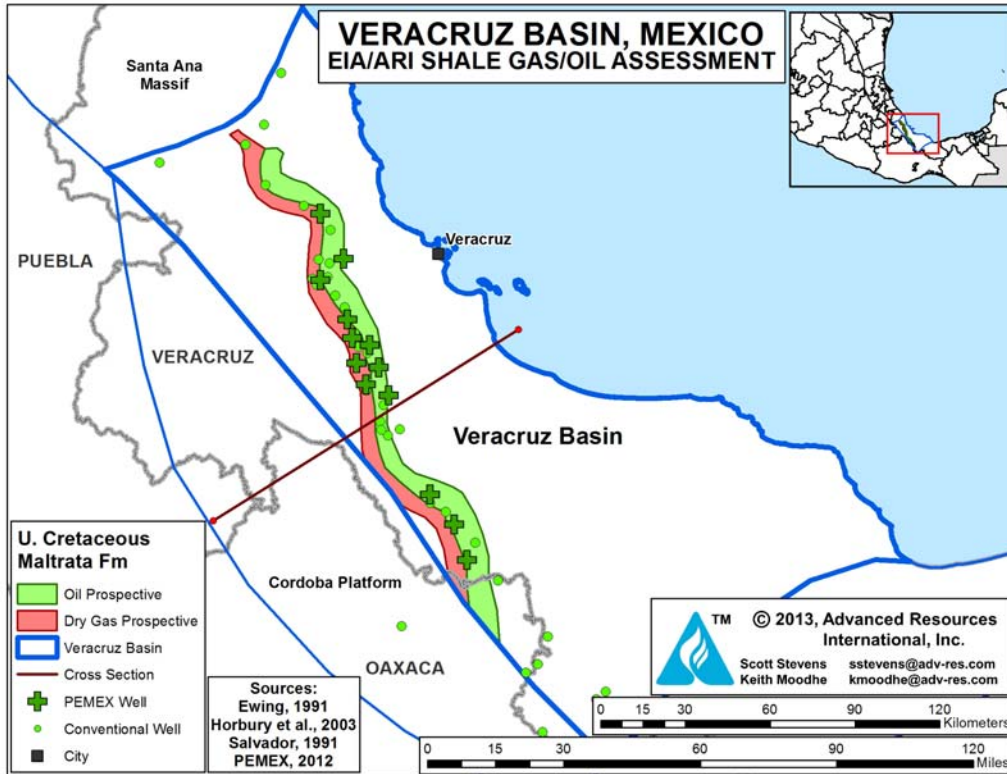 VERACRUZ BASIN, MEXICO
EIA/ARI SHALE GAS/OIL ASSESSMENT
Santa Ana
Massif
PUEBLA
Veracruz
VERACRUZ
Veracruz Basin
Cordoba Platform
OAXACA
U. Cretaceous
Maltrata Fm
Oil Prospective
Dry Gas Prospective
Veracruz Basin
Cross Section
PEMEX Well
Conventional Well
City
Sources:
Ewing, 1991
Horbury et al., 2003
Salvador, 1991
PEMEX, 2012
TM
© 2013, Advanced Resources
International, Inc.
Scott Stevens sstevens@adv-res.com
Keith Moodhe kmoodhe@adv-res.com
0 30 60 90 120
Kilometers
0 15 30 60 90 120
Miles